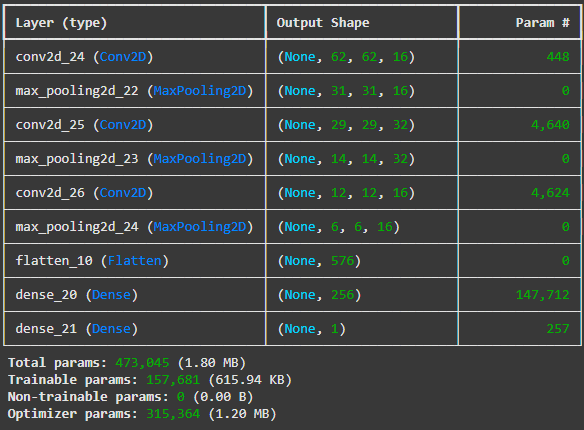 Layer (type) Output Shape Param #
conv2d_24 (Conv2D) (None, 62, 62, 16) 448
max_pooling2d_22 (MaxPooling2D) (None, 31, 31, 16) 0
conv2d_25 (Conv2D) (None, 29, 29, 32) 4,640
max_pooling2d_23 (MaxPooling2D) (None, 14, 14, 32) 0
conv2d_26 (Conv2D) (None, 12, 12, 16) 4,624
max_pooling2d_24 (MaxPooling2D) (None, 6, 6, 16) 0
flatten_10 (Flatten) (None, 576) 0
dense_20 (Dense) (None, 256) 147,712
dense_21 (Dense) (None, 1) 257
Total params: 473,045 (1.80 MB)
Trainable params: 157,681 (615.94 KB)
Non-trainable params: 0 (0.00 B)
Optimizer params: 315,364 (1.20 MB)